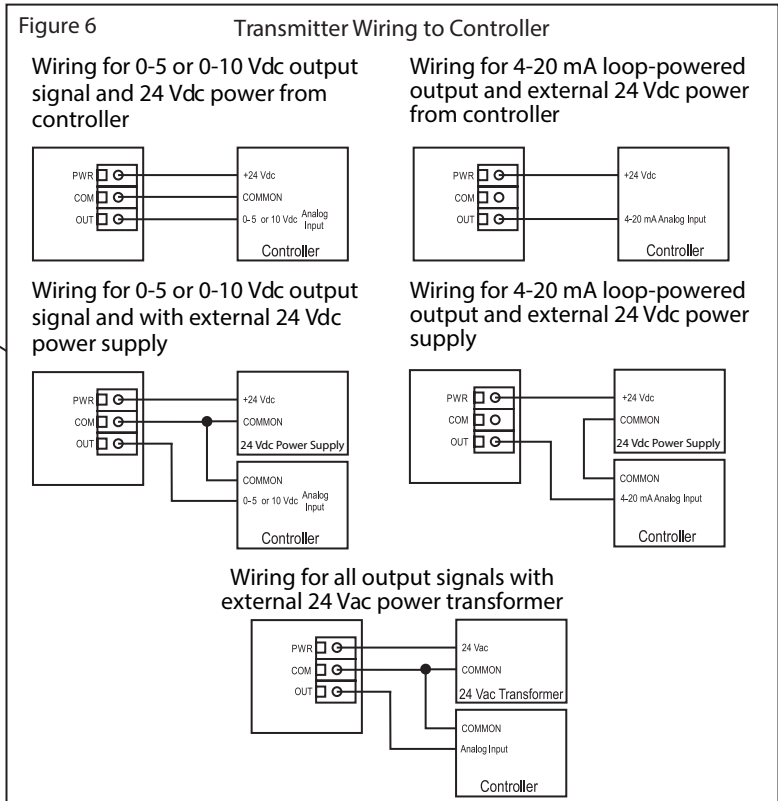 Figure 6
Transmitter Wiring to Controller
Wiring for 0-5 or 0-10 Vdc output
signal and 24 Vdc power from
controller
PWR
COM
OUT
+24 Vdc
COMMON
0-5 or 10 Vdc Analog
Input
Controller
Wiring for 4-20 mA loop-powered
output and external 24 Vdc power
from controller
PWR
COM
OUT
+24 Vdc
4-20 mA Analog Input
Controller
Wiring for 0-5 or 0-10 Vdc output
signal and with external 24 Vdc
power supply
PWR
COM
OUT
+24 Vdc
COMMON
24 Vdc Power Supply
COMMON
0-5 or 10 Vdc Analog
Input
Controller
Wiring for 4-20 mA loop-powered
output and external 24 Vdc power
supply
PWR
COM
OUT
+24 Vdc
COMMON
24 Vdc Power Supply
COMMON
4-20 mA Analog Input
Controller
Wiring for all output signals with
external 24 Vac power transformer
PWR
COM
OUT
24 Vac
COMMON
24 Vac Transformer
COMMON
Analog Input
Controller